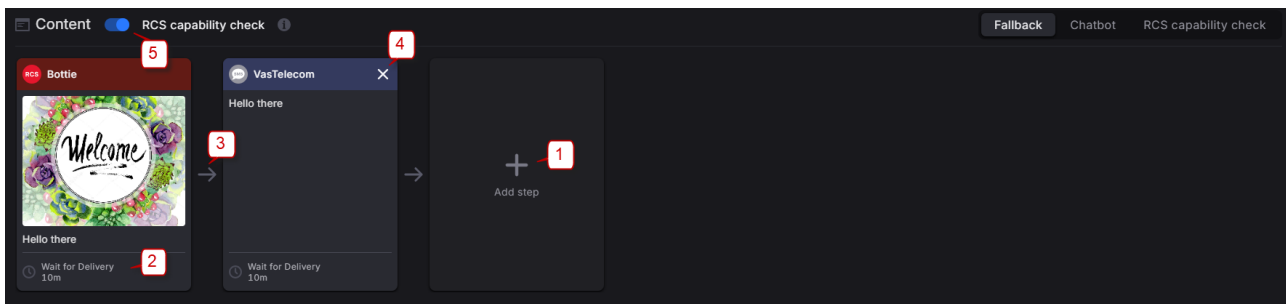 Content RCS capability check i Fallback Chatbot RCS capability check
5
4
RCS Bottie
VasTelecom
Hello there
Welcome
3
1
Add step
Hello there
Wait for Delivery
10m
2
Wait for Delivery
10m